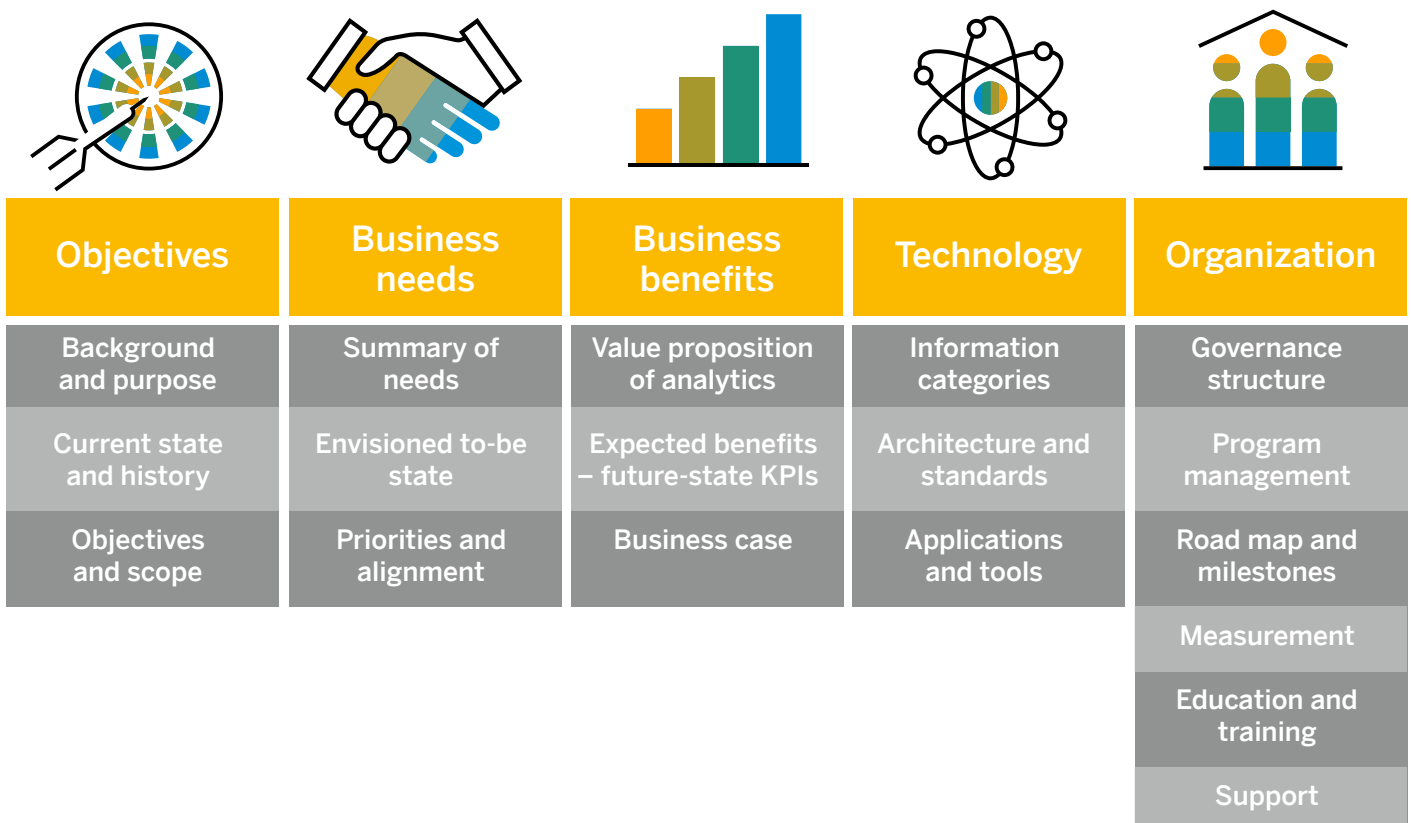 Objectives
Business
needs
Business
benefits
Technology
Organization
Background
and purpose
Current state
and history
Objectives
and scope
Summary of
needs
Envisioned to-be
state
Priorities and
alignment
Value proposition
of analytics
Expected benefits
– future-state KPIs
Business case
Information
categories
Architecture and
standards
Applications
and tools
Governance
structure
Program
management
Road map and
milestones
Measurement
Education and
training
Support